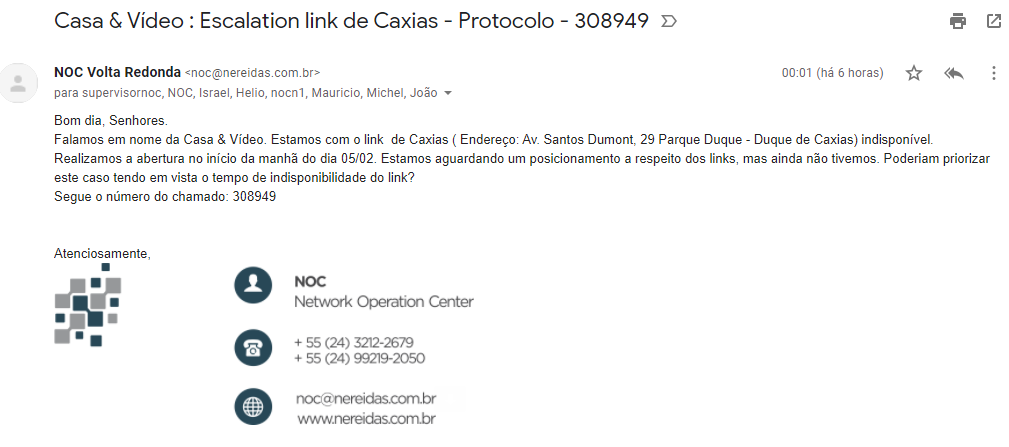 Casa & Vídeo : Escalation link de Caxias - Protocolo - 308949
NOC Volta Redonda <noc@nereidas.com.br>
00:01 (há 6 horas)
para supervisornoc, NOC, Israel, Helio, nocn1, Mauricio, Michel, João
Bom dia, Senhores.
Falamos em nome da Casa & Vídeo. Estamos com o link  de Caxias ( Endereço: Av. Santos Dumont, 29 Parque Duque - Duque de Caxias) indisponível.
Realizamos a abertura no início da manhã do dia 05/02. Estamos aguardando um posicionamento a respeito dos links, mas ainda não tivemos. Poderiam priorizar
este caso tendo em vista o tempo de indisponibilidade do link?
Segue o número do chamado: 308949
Atenciosamente,
NOC
Network Operation Center
+ 55 (24) 3212-2679
+ 55 (24) 99219-2050
noc@nereidas.com.br
www.nereidas.com.br